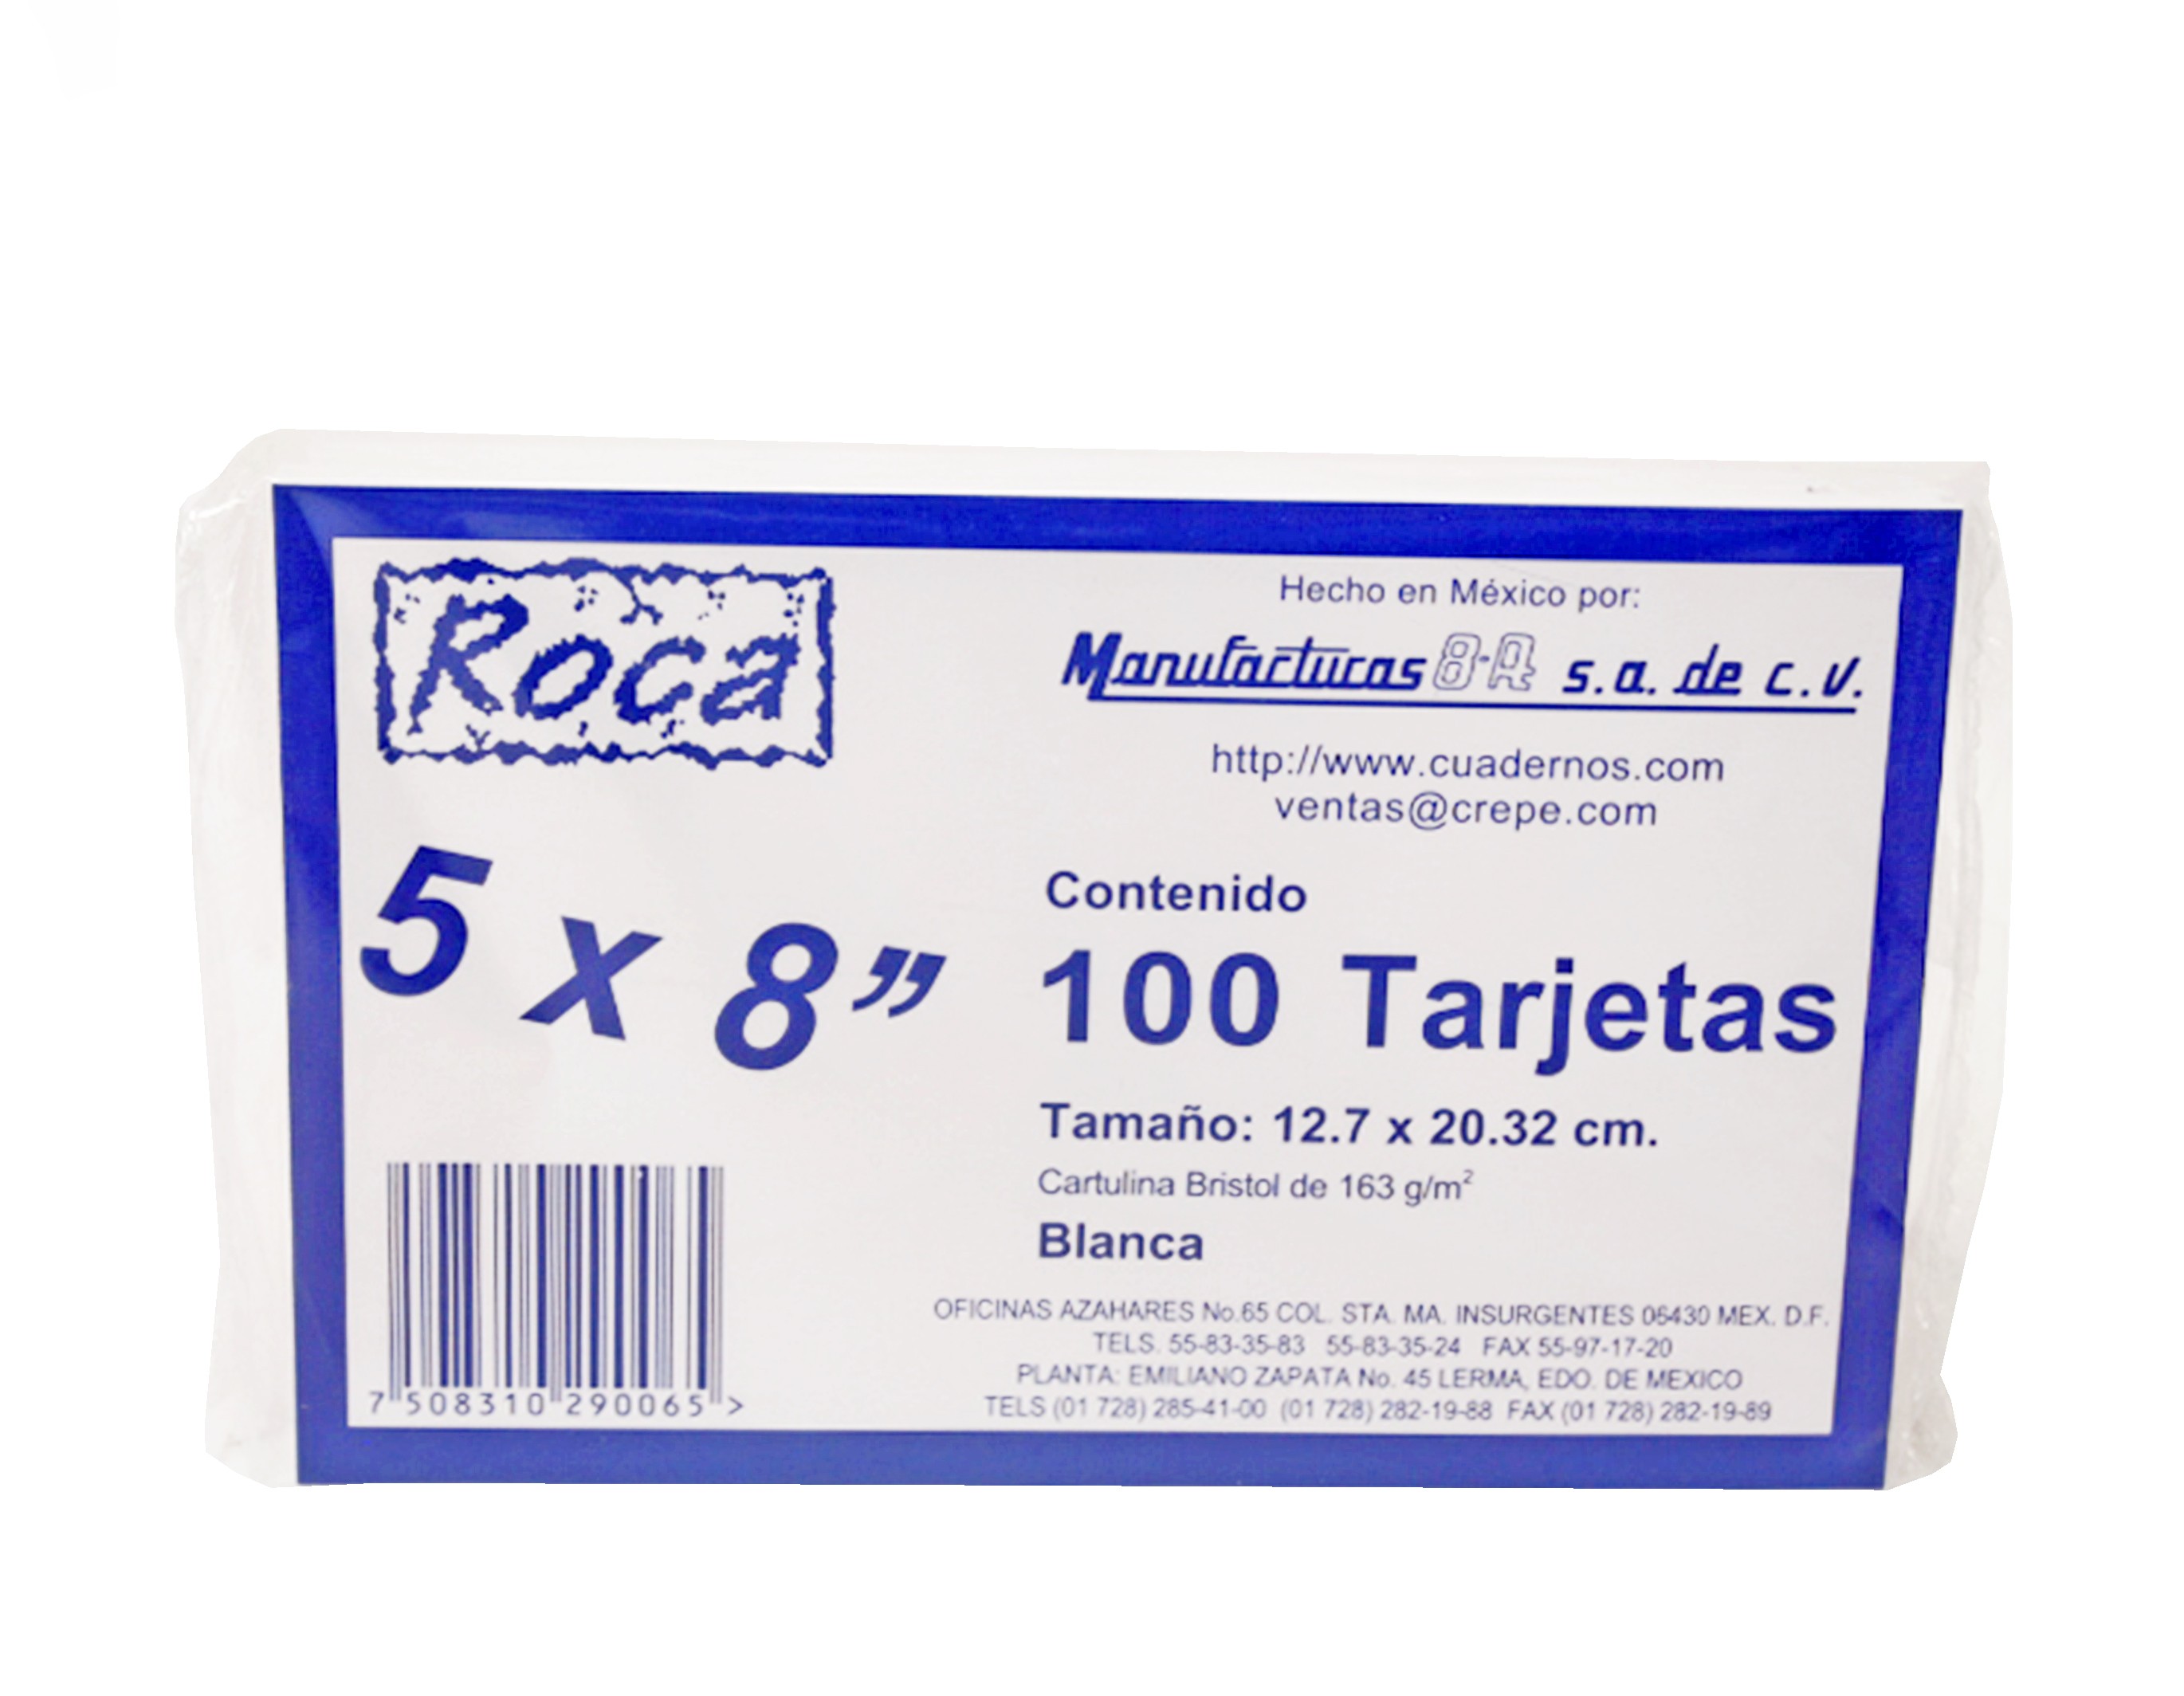 Roca
Hecho en México por:
Manufacturas 8-A s.a. de c.v.
http://www.cuadernos.com
ventas@crepe.com
5 x 8”
Contenido
100 Tarjetas
Tamaño: 12.7 x 20.32 cm.
Cartulina Bristol de 163 g/m²
Blanca
7 508310 290065 >
OFICINAS AZAHARES No.65 COL. STA. MA. INSURGENTES 06430 MEX. D.F.
TELS. 55-83-35-83 55-83-35-24 FAX 55-97-17-20
PLANTA: EMILIANO ZAPATA No. 45 LERMA, EDO. DE MEXICO
TELS (01 728) 285-41-00 (01 728) 282-19-88 FAX (01 728) 282-19-89